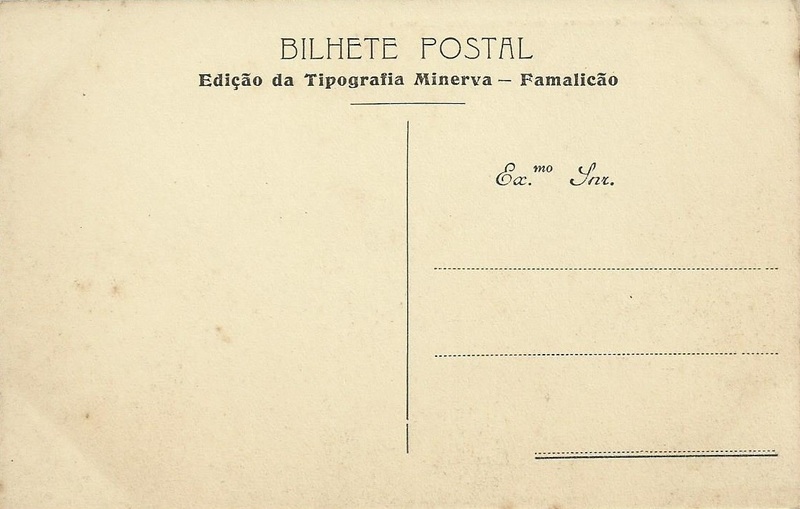 BILHETE POSTAL
Edição da Tipografia Minerva — Famalicão
Ex.mo Snr.